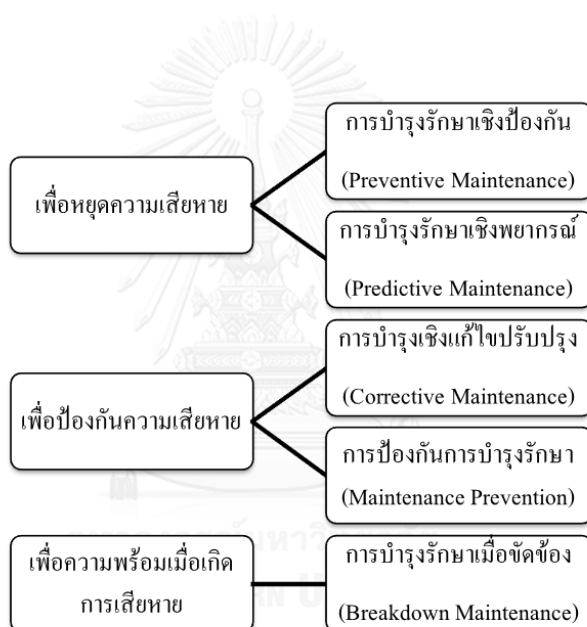 เพื่อหยุดความเสียหาย
การบำรุงรักษาเชิงป้องกัน
(Preventive Maintenance)
การบำรุงรักษาเชิงพยากรณ์
(Predictive Maintenance)
เพื่อป้องกันความเสียหาย
การบำรุงเชิงแก้ไขปรับปรุง
(Corrective Maintenance)
การป้องกันการบำรุงรักษา
(Maintenance Prevention)
เพื่อความพร้อมเมื่อเกิด
การเสียหาย
การบำรุงรักษาเมื่อขัดข้อง
(Breakdown Maintenance)